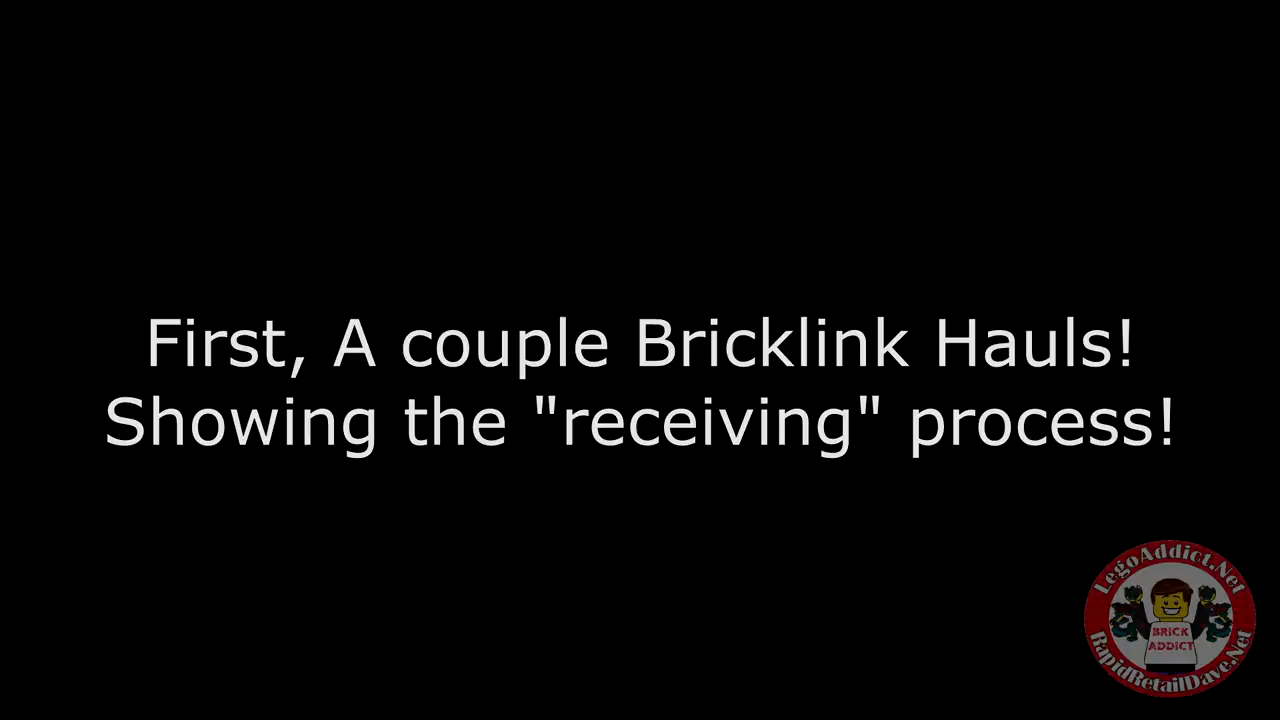 First, A couple Bricklink Hauls!
Showing the "receiving" process!
LegoAddict.Net
BRICK
ADDICT
RapidRetailDave.Net